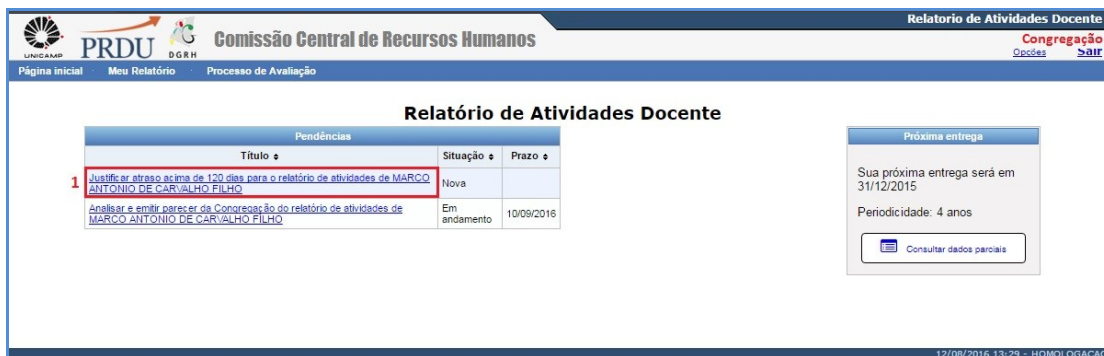 Relatorio de Atividades Docente
UNICAMP
PRDU
DGRH
Comissão Central de Recursos Humanos
Congregação
Opções Sair
Página inicial Meu Relatório Processo de Avaliação
Relatório de Atividades Docente
Pendências
Título Situação Prazo
1
Justificar atraso acima de 120 dias para o relatório de atividades de MARCO
ANTONIO DE CARVALHO FILHO
Nova
Analisar e emitir parecer da Congregação do relatório de atividades de
MARCO ANTONIO DE CARVALHO FILHO
Em
andamento
10/09/2016
Próxima entrega
Sua próxima entrega será em
31/12/2015
Periodicidade: 4 anos
Consultar dados parciais
12/08/2016 13:29 - HOMOLOGACAO